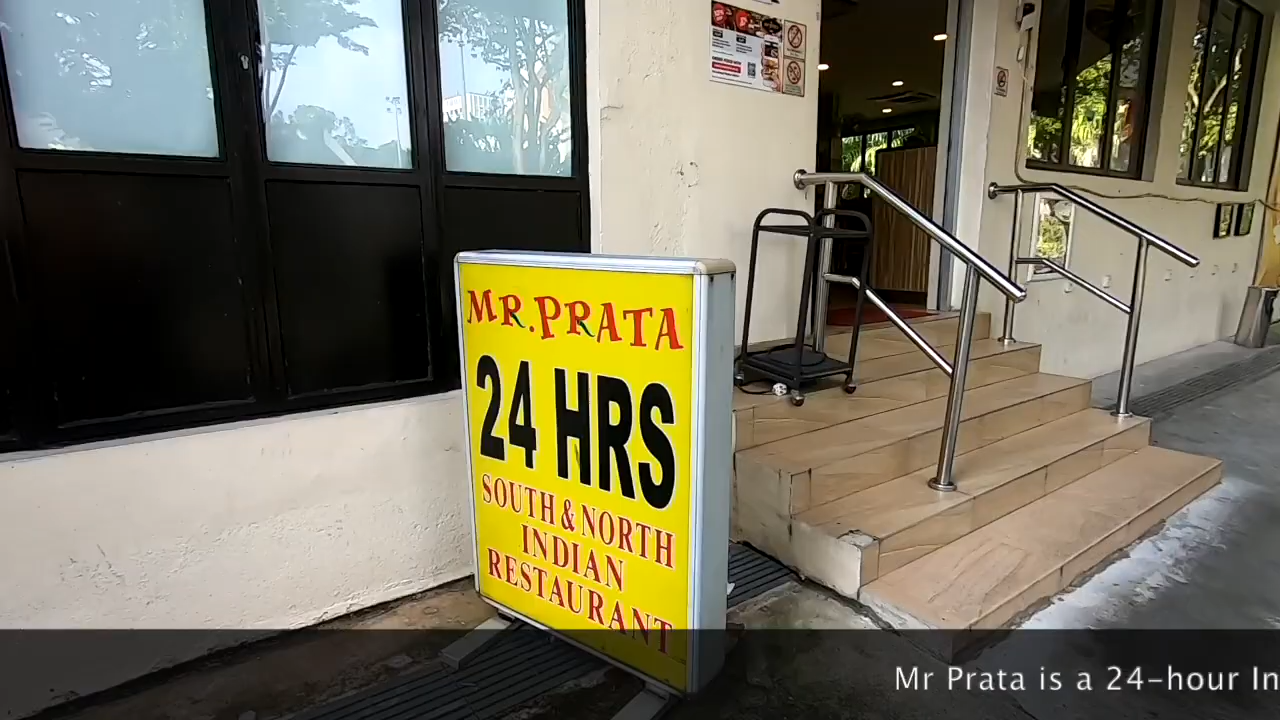 MR.PRATA
24 HRS
SOUTH & NORTH
INDIAN
RESTAURANT
Mr Prata is a 24-hour In